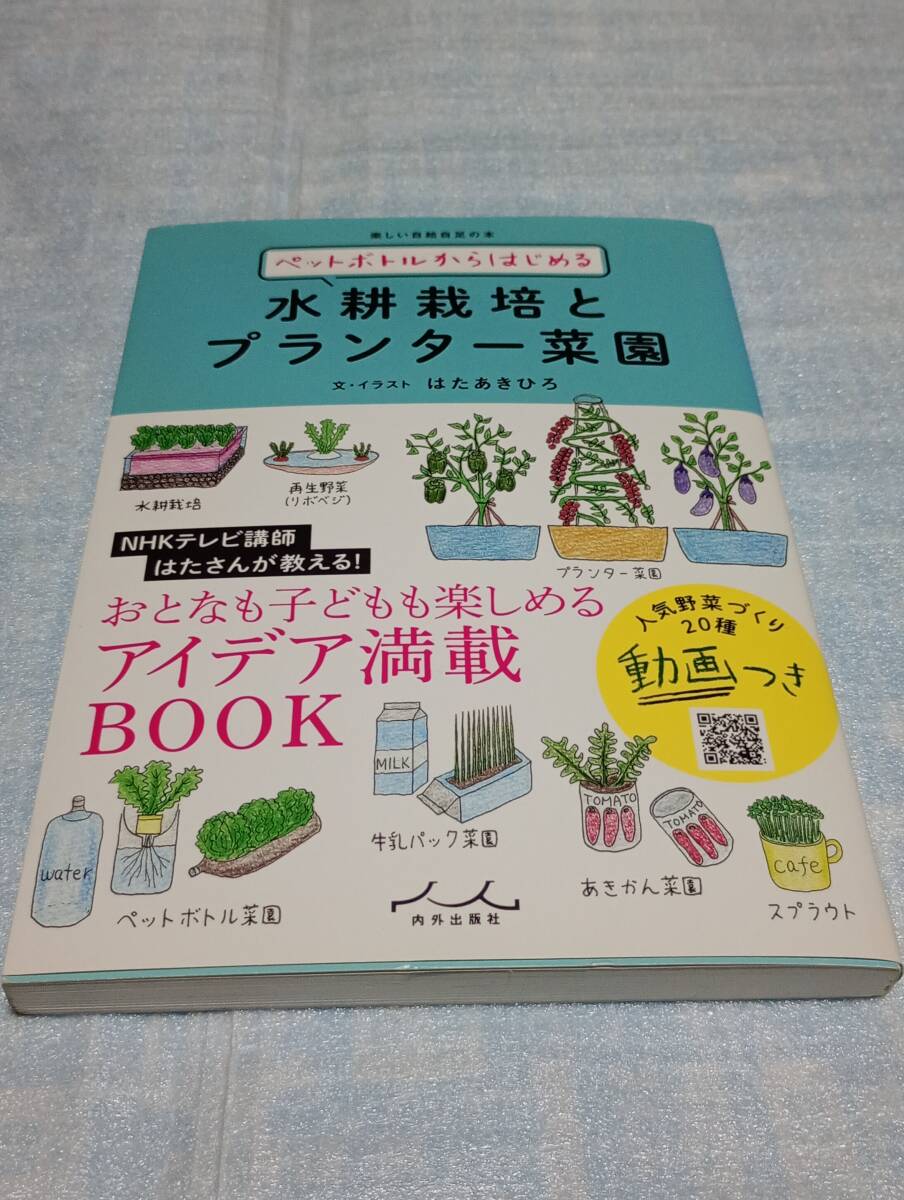 楽しい自給自足の本
ペットボトルからはじめる
水耕栽培と
プランター菜園
文・イラスト はたあきひろ
水耕栽培
再生野菜
(リボベジ)
プランター菜園
NHKテレビ講師
はたさんが教える!
おとなも子どもも楽しめる
アイデア満載
BOOK
人気野菜づくり
20種
動画つき
MILK
牛乳パック菜園
TOMATO
TOMATO
あきかん菜園
cafe
スプラウト
water
ペットボトル菜園
内外出版社